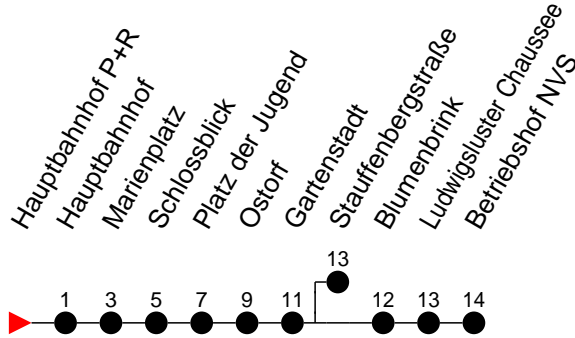 Hauptbahnhof P+R
Hauptbahnhof
Marienplatz
Schlossblick
Platz der Jugend
Ostorf
Gartenstadt
Stauffenbergstraße
Blumenbrink
Ludwigsluster Chaussee
Betriebshof NVS
13
1 3 5 7 9 11 12 13 14